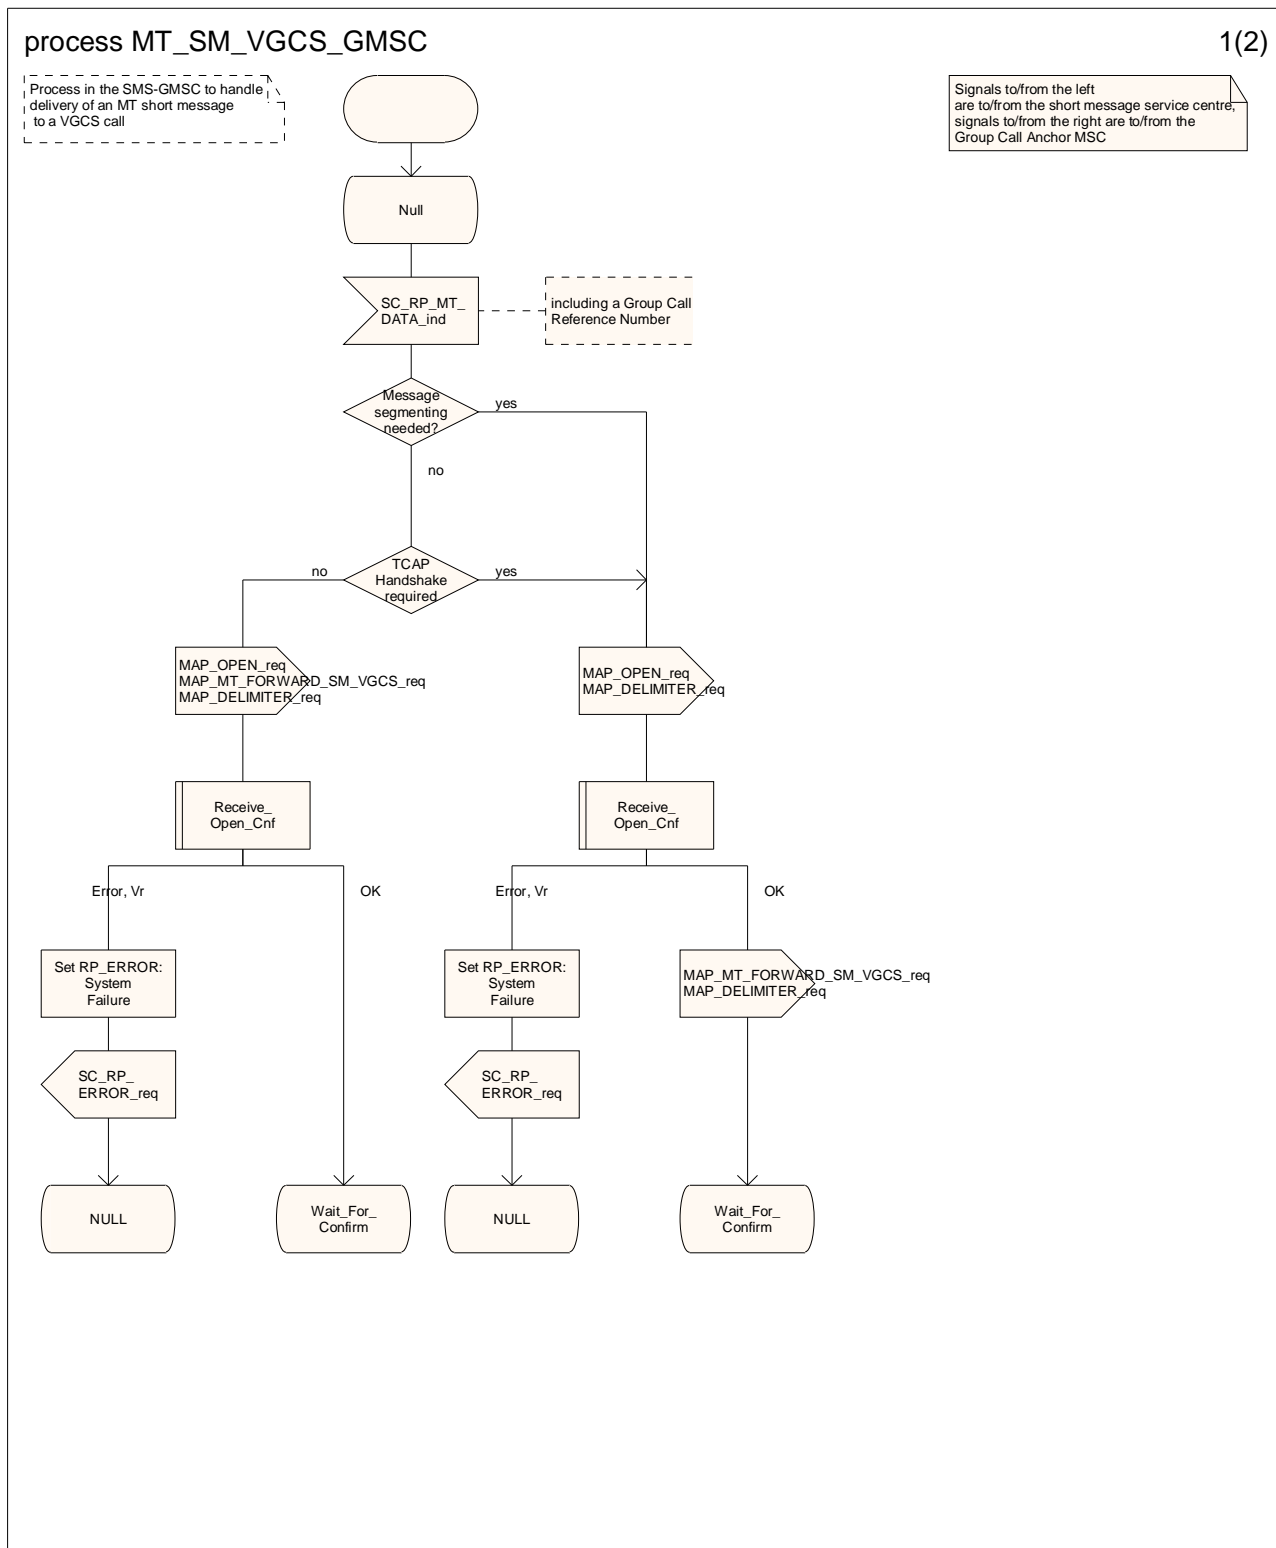 process MT_SM_VGCS_GMSC
1(2)
Process in the SMS-GMSC to handle
delivery of an MT short message
to a VGCS call
Signals to/from the left
are to/from the short message service centre,
signals to/from the right are to/from the
Group Call Anchor MSC
Null
SC_RP_MT_
DATA_ind
including a Group Call
Reference Number
Message
segmenting
needed?
yes
no
TCAP
Handshake
required
no
yes
MAP_OPEN_req
MAP_MT_FORWARD_SM_VGCS_req
MAP_DELIMITER_req
MAP_OPEN_req
MAP_DELIMITER_req
Receive_
Open_Cnf
Receive_
Open_Cnf
Error, Vr
OK
Error, Vr
OK
Set RP_ERROR:
System
Failure
Set RP_ERROR:
System
Failure
MAP_MT_FORWARD_SM_VGCS_req
MAP_DELIMITER_req
SC_RP_
ERROR_req
SC_RP_
ERROR_req
NULL
Wait_For_
Confirm
NULL
Wait_For_
Confirm